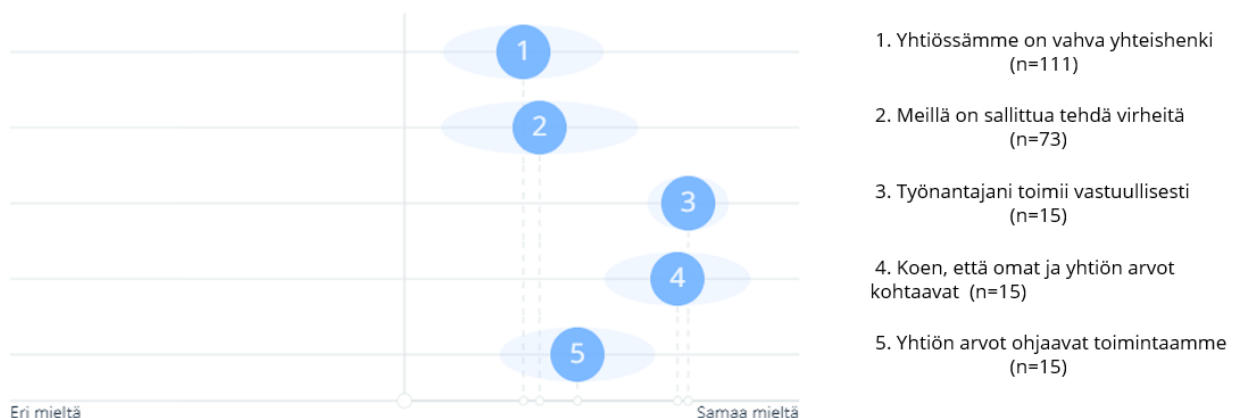 1
2
3
4
5
Eri mieltä
Samaa mieltä
1. Yhtiössämme on vahva yhteishenki
(n=111)
2. Meillä on sallittua tehdä virheitä
(n=73)
3. Työnantajani toimii vastuullisesti
(n=15)
4. Koen, että omat ja yhtiön arvot
kohtaavat (n=15)
5. Yhtiön arvot ohjaavat toimintaamme
(n=15)